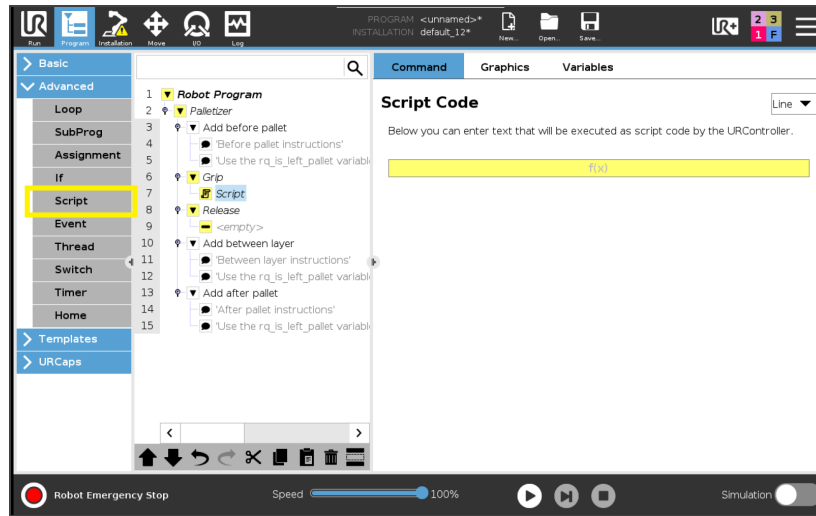 UR
Run
Program
Installation
Move
I/O
Log
PROGRAM <unnamed>*
INSTALLATION default_12*
New...
Open...
Save...
UR+
2 3
1 F
Basic
Advanced
Loop
SubProg
Assignment
If
Script
Event
Thread
Switch
Timer
Home
Templates
URCaps
1 Robot Program
2 Palletizer
3 Add before pallet
4 'Before pallet instructions'
5 'Use the rq_is_left_pallet variabl
6 Grip
7 Script
8 Release
9 <empty>
10 Add between layer
11 'Between layer instructions'
12 'Use the rq_is_left_pallet variabl
13 Add after pallet
14 'After pallet instructions'
15 'Use the rq_is_left_pallet variabl
Command Graphics Variables
Script Code
Line
Below you can enter text that will be executed as script code by the URController.
f(x)
Robot Emergency Stop
Speed
100%
Simulation